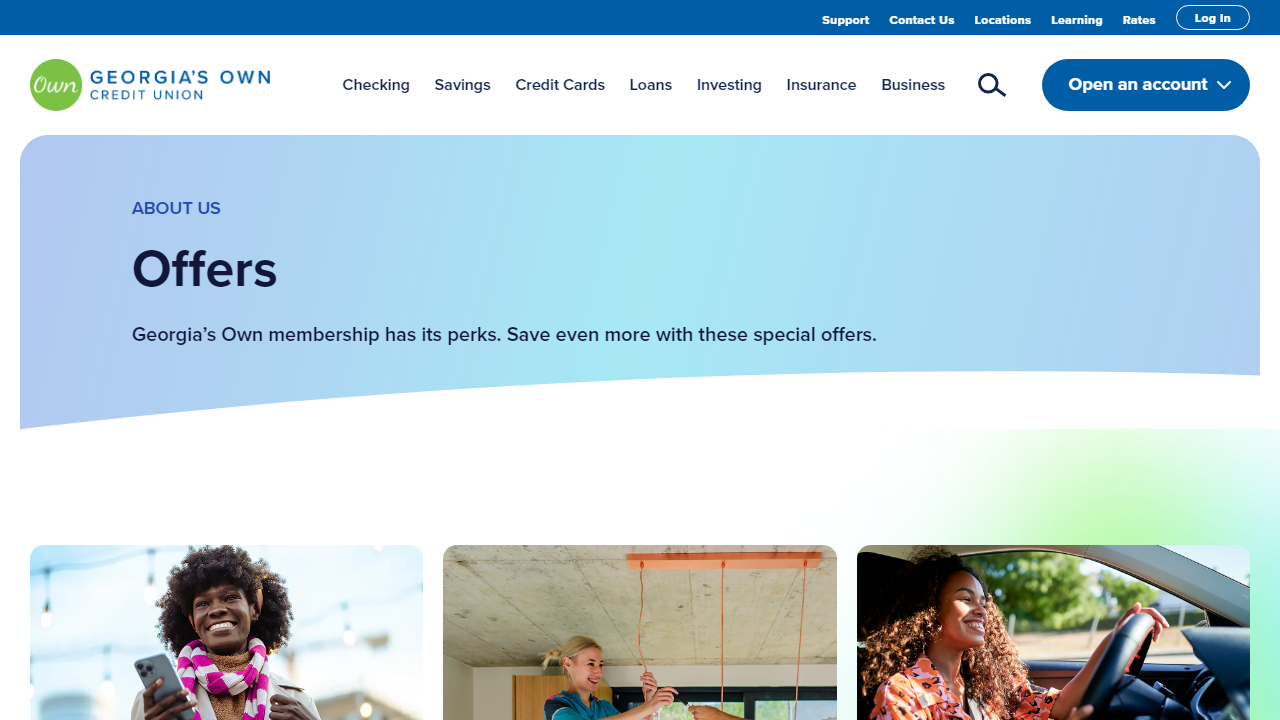 Support Contact Us Locations Learning Rates Log In
Own GEORGIA'S OWN
CREDIT UNION
Checking Savings Credit Cards Loans Investing Insurance Business Open an account
ABOUT US
Offers
Georgia’s Own membership has its perks. Save even more with these special offers.